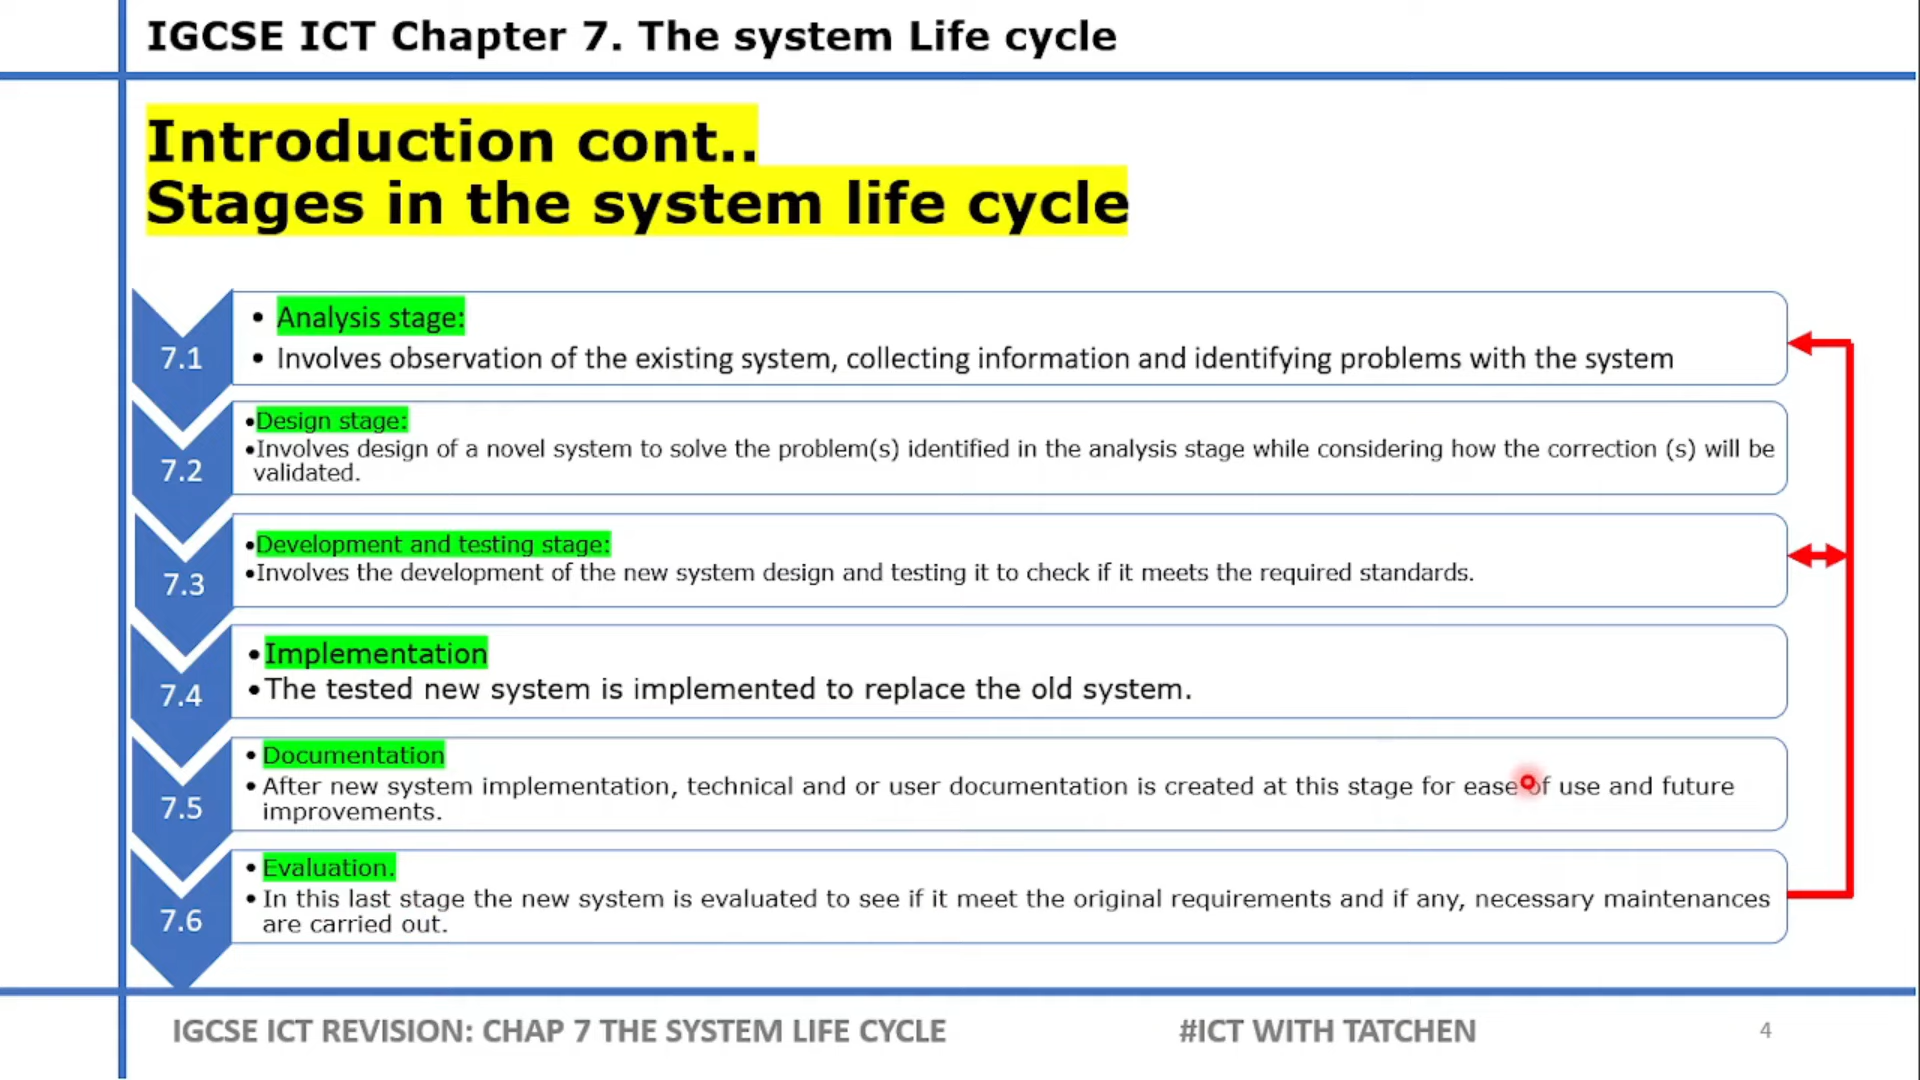 IGCSE ICT Chapter 7. The system Life cycle
Introduction cont..
Stages in the system life cycle
7.1
• Analysis stage:
• Involves observation of the existing system, collecting information and identifying problems with the system
7.2
•Design stage:
•Involves design of a novel system to solve the problem(s) identified in the analysis stage while considering how the correction (s) will be
validated.
7.3
•Development and testing stage:
•Involves the development of the new system design and testing it to check if it meets the required standards.
7.4
•Implementation
•The tested new system is implemented to replace the old system.
7.5
• Documentation
• After new system implementation, technical and or user documentation is created at this stage for ease of use and future
improvements.
7.6
• Evaluation.
• In this last stage the new system is evaluated to see if it meet the original requirements and if any, necessary maintenances
are carried out.
IGCSE ICT REVISION: CHAP 7 THE SYSTEM LIFE CYCLE
#ICT WITH TATCHEN
4